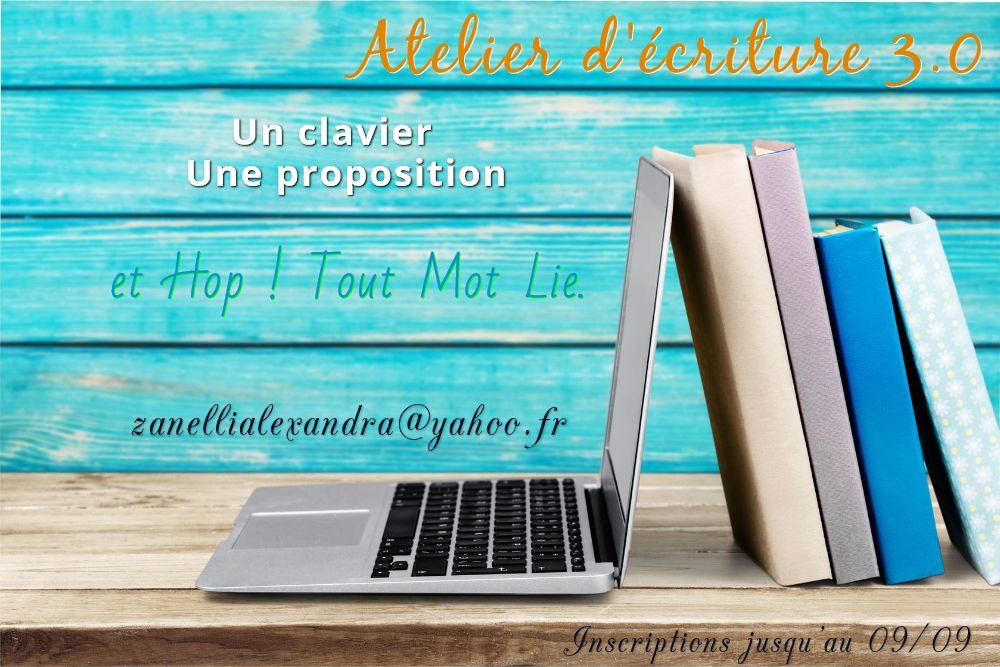 Atelier d'écriture 3.0
Un clavier
Une proposition
et Hop ! Tout Mot Lie.
zanellialexandra@yahoo.fr
Inscriptions jusqu'au 09/09